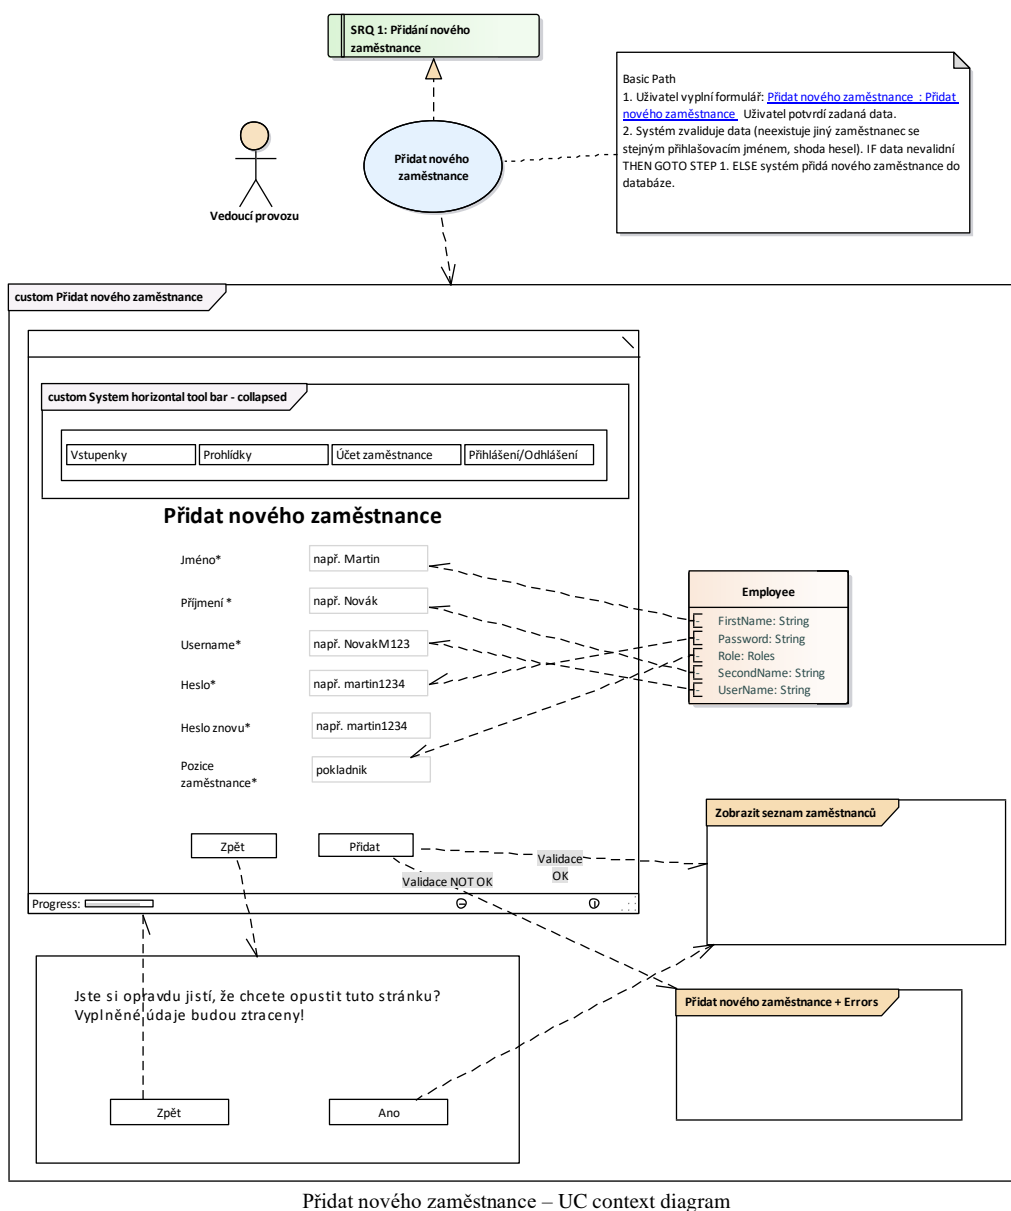 SRQ 1: Přidání nového
zaměstnance
Basic Path
1. Uživatel vyplní formulář: Přidat nového zaměstnance : Přidat
nového zaměstnance  Uživatel potvrdí zadaná data.
2. Systém zvaliduje data (neexistuje jiný zaměstnanec se
stejným přihlašovacím jménem, shoda hesel). IF data nevalidní
THEN GOTO STEP 1. ELSE systém přidá nového zaměstnance do
databáze.
Přidat nového
zaměstnance
Vedoucí provozu
custom Přidat nového zaměstnance
custom System horizontal tool bar - collapsed
Vstupenky
Prohlídky
Účet zaměstnance
Přihlášení/Odhlášení
Přidat nového zaměstnance
Jméno*
např. Martin
Příjmení *
např. Novák
Username*
např. NovakM123
Heslo*
např. martin1234
Heslo znovu*
např. martin1234
Pozice
zaměstnance*
pokladnik
Employee
- FirstName: String
- Password: String
- Role: Roles
- SecondName: String
- UserName: String
Zobrazit seznam zaměstnanců
Zpět
Přidat
Validace
OK
Validace NOT OK
Progress:
Jste si opravdu jistí, že chcete opustit tuto stránku?
Vyplněné údaje budou ztraceny!
Přidat nového zaměstnance + Errors
Zpět
Ano
Přidat nového zaměstnance – UC context diagram